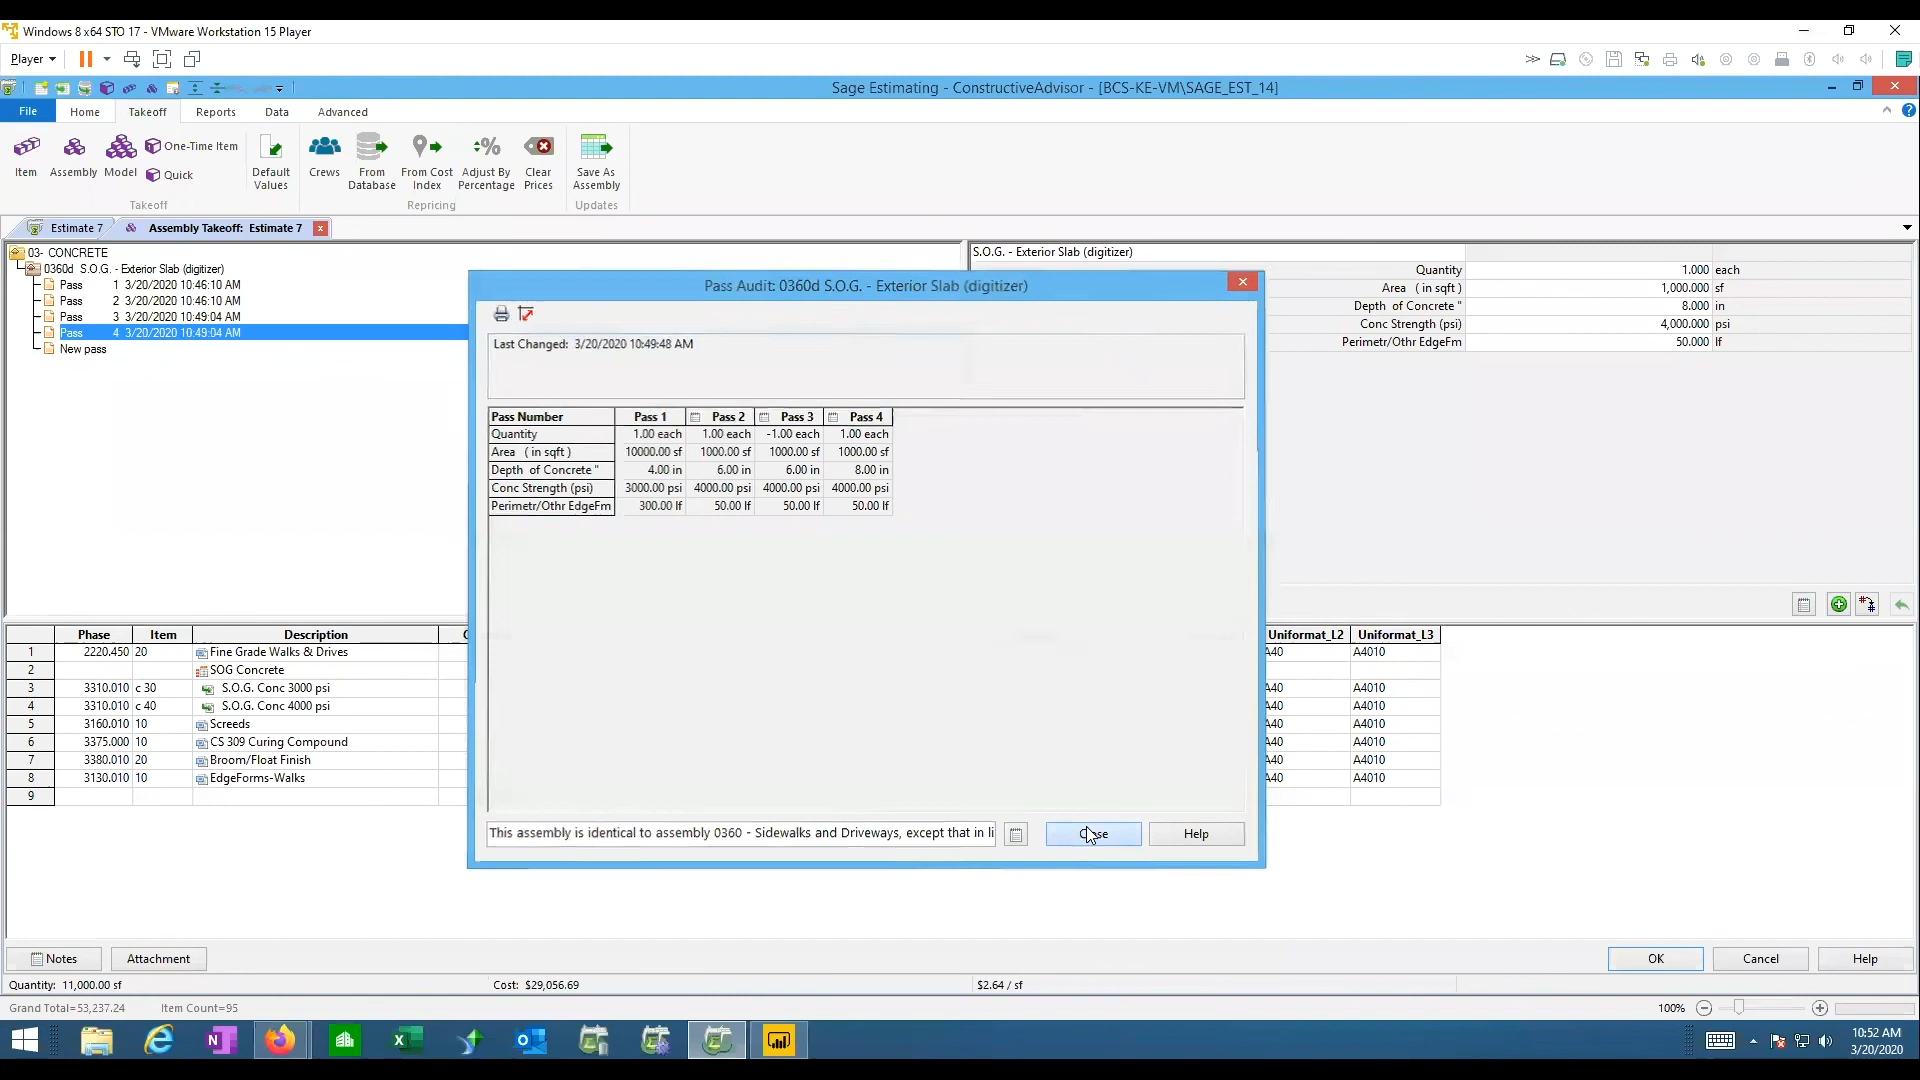 Windows 8 x64 STO 17 - VMware Workstation 15 Player
Player
Sage Estimating - ConstructiveAdvisor - [BCS-KE-VM\SAGE_EST_14]
File Home Takeoff Reports Data Advanced
Item
Assembly
Model
One-Time Item
Quick
Default Values
Crews
From Database
From Cost Index
Adjust By Percentage
Clear Prices
Save As Assembly
Takeoff
Repricing
Updates
Estimate 7
Assembly Takeoff: Estimate 7
03- CONCRETE
0360d S.O.G. - Exterior Slab (digitizer)
Pass 1 3/20/2020 10:46:10 AM
Pass 2 3/20/2020 10:46:10 AM
Pass 3 3/20/2020 10:49:04 AM
Pass 4 3/20/2020 10:49:04 AM
New pass
S.O.G. - Exterior Slab (digitizer)
Quantity 1.000 each
Area ( in sqft ) 1,000.000 sf
Depth of Concrete " 8.000 in
Conc Strength (psi) 4,000.000 psi
Perimetr/Othr EdgeFm 50.000 lf
Pass Audit: 0360d S.O.G. - Exterior Slab (digitizer)
Last Changed: 3/20/2020 10:49:48 AM
Pass Number Pass 1 Pass 2 Pass 3 Pass 4
Quantity 1.00 each 1.00 each -1.00 each 1.00 each
Area ( in sqft ) 10000.00 sf 1000.00 sf 1000.00 sf 1000.00 sf
Depth of Concrete " 4.00 in 6.00 in 6.00 in 8.00 in
Conc Strength (psi) 3000.00 psi 4000.00 psi 4000.00 psi 4000.00 psi
Perimetr/Othr EdgeFm 300.00 lf 50.00 lf 50.00 lf 50.00 lf
This assembly is identical to assembly 0360 - Sidewalks and Driveways, except that in li
Close
Help
Phase Item Description Uniformat_L2 Uniformat_L3
1 2220.450 20 Fine Grade Walks & Drives A40 A4010
2 SOG Concrete
3 3310.010 c 30 S.O.G. Conc 3000 psi A40 A4010
4 3310.010 c 40 S.O.G. Conc 4000 psi A40 A4010
5 3160.010 10 Screeds A40 A4010
6 3375.000 10 CS 309 Curing Compound A40 A4010
7 3380.010 20 Broom/Float Finish A40 A4010
8 3130.010 10 EdgeForms-Walks A40 A4010
9
Notes
Attachment
OK
Cancel
Help
Quantity: 11,000.00 sf Cost: $29,056.69 $2.64 / sf
Grand Total=53,237.24 Item Count=95 100%
10:52 AM
3/20/2020